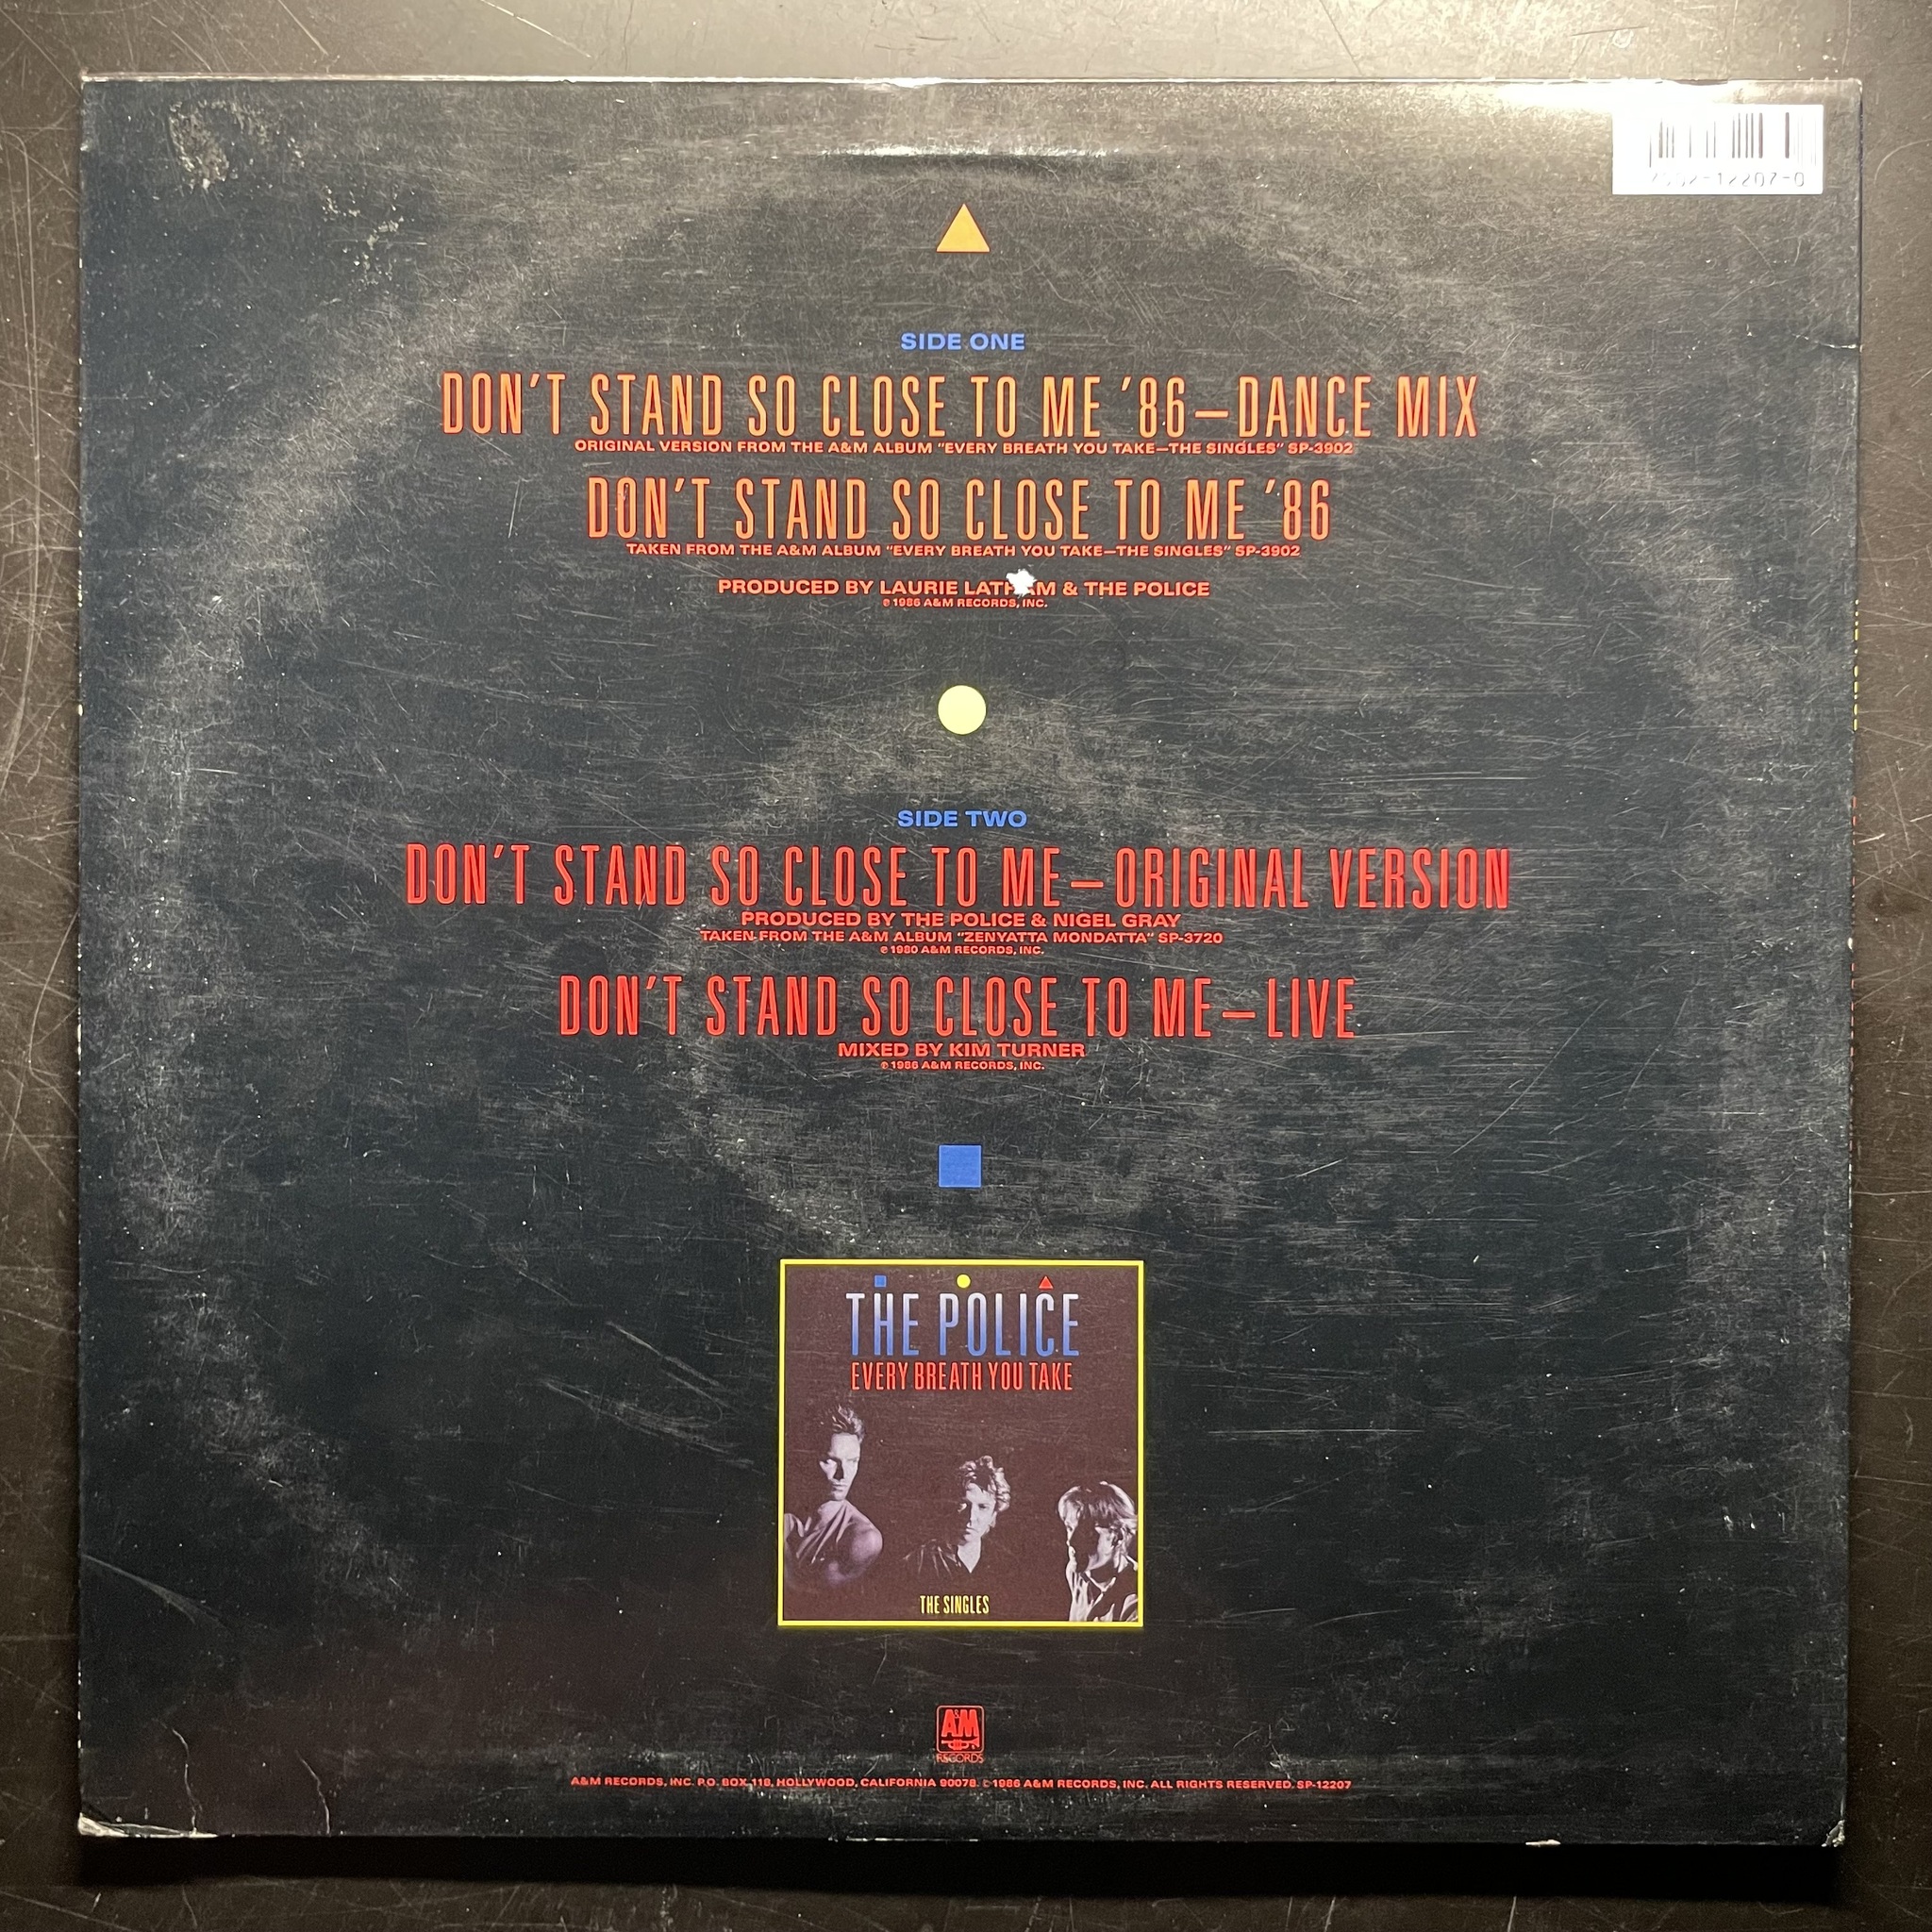 2-12207-0
SIDE ONE
DON'T STAND SO CLOSE TO ME '86—DANCE MIX
ORIGINAL VERSION FROM THE A&M ALBUM "EVERY BREATH YOU TAKE—THE SINGLES" SP-3902
DON'T STAND SO CLOSE TO ME '86
TAKEN FROM THE A&M ALBUM "EVERY BREATH YOU TAKE—THE SINGLES" SP-3902
PRODUCED BY LAURIE LATHAM & THE POLICE
℗ 1986 A&M RECORDS, INC.
SIDE TWO
DON'T STAND SO CLOSE TO ME—ORIGINAL VERSION
PRODUCED BY THE POLICE & NIGEL GRAY
TAKEN FROM THE A&M ALBUM "ZENYATTA MONDATTA" SP-3720
℗ 1980 A&M RECORDS, INC.
DON'T STAND SO CLOSE TO ME—LIVE
MIXED BY KIM TURNER
℗ 1986 A&M RECORDS, INC.
THE POLICE
EVERY BREATH YOU TAKE
THE SINGLES
A&M
RECORDS
A&M RECORDS, INC. P.O. BOX 118, HOLLYWOOD, CALIFORNIA 90078. © 1986 A&M RECORDS, INC. ALL RIGHTS RESERVED. SP-12207